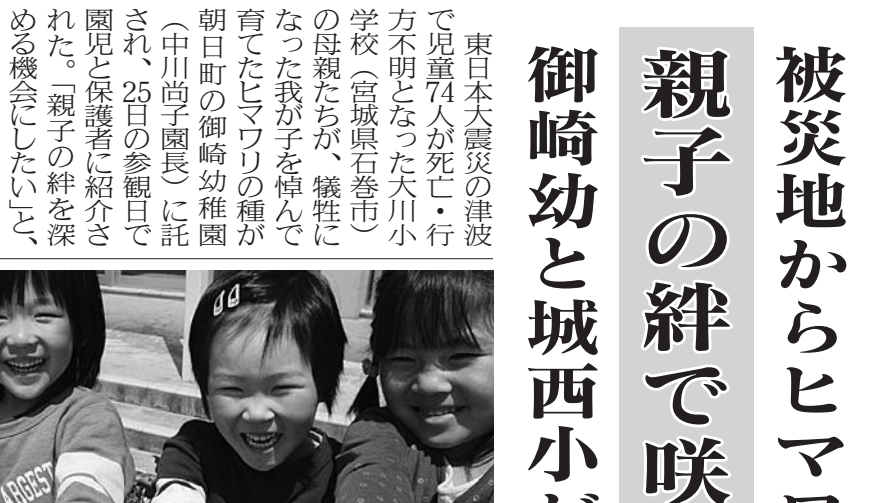 被災地からヒマワ
親子の絆で咲
御崎幼と城西小が
東日本大震災の津波
で児童74人が死亡・行
方不明となった大川小
学校（宮城県石巻市）
の母親たちが、犠牲に
なった我が子を悼んで
育てたヒマワリの種が
朝日町の御崎幼稚園
（中川尚子園長）に託
され、25日の参観日で
園児と保護者に紹介さ
れた。「親子の絆を深
める機会にしたい」と、
ARGEST